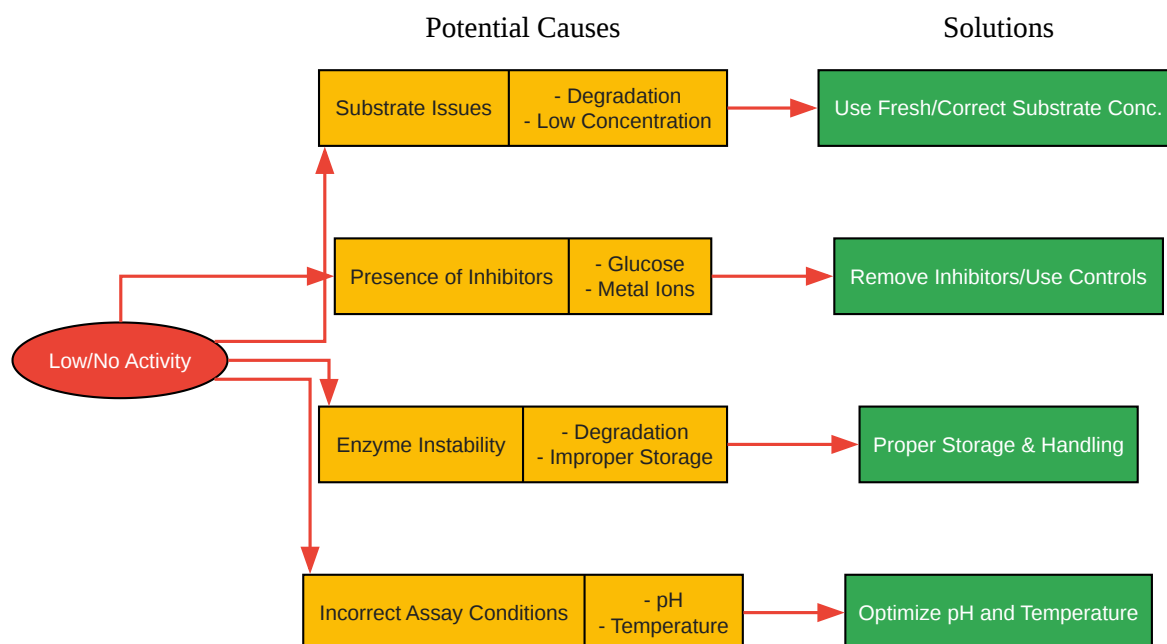 Potential Causes
Solutions
Substrate Issues
- Degradation
- Low Concentration
Use Fresh/Correct Substrate Conc.
Presence of Inhibitors
- Glucose
- Metal Ions
Remove Inhibitors/Use Controls
Low/No Activity
Enzyme Instability
- Degradation
- Improper Storage
Proper Storage & Handling
Incorrect Assay Conditions
- pH
- Temperature
Optimize pH and Temperature